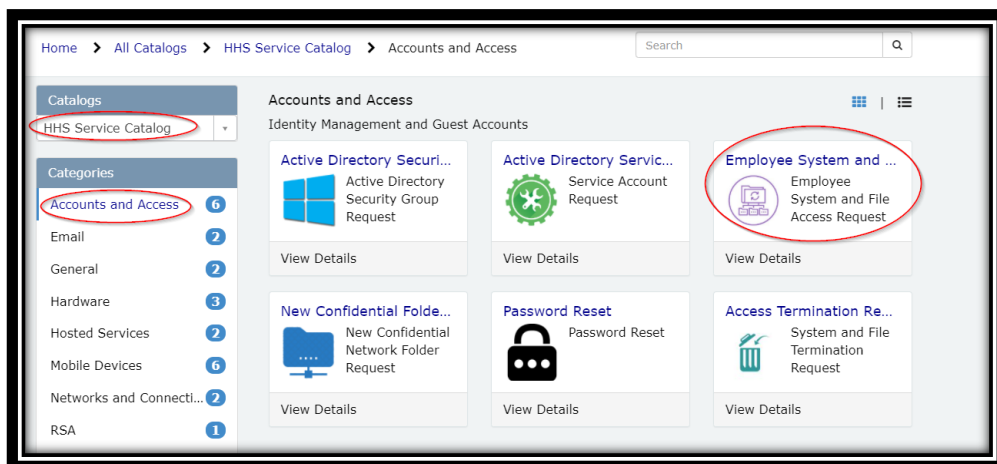 Home > All Catalogs > HHS Service Catalog > Accounts and Access
Search
Catalogs
HHS Service Catalog
Categories
Accounts and Access 6
Email 2
General 2
Hardware 3
Hosted Services 2
Mobile Devices 6
Networks and Connecti... 2
RSA 1
Accounts and Access
Identity Management and Guest Accounts
Active Directory Securi...
Active Directory
Security Group
Request
View Details
Active Directory Servic...
Service Account
Request
View Details
Employee System and ...
Employee
System and File
Access Request
View Details
New Confidential Folde...
New Confidential
Network Folder
Request
View Details
Password Reset
Password Reset
View Details
Access Termination Re...
System and File
Termination
Request
View Details